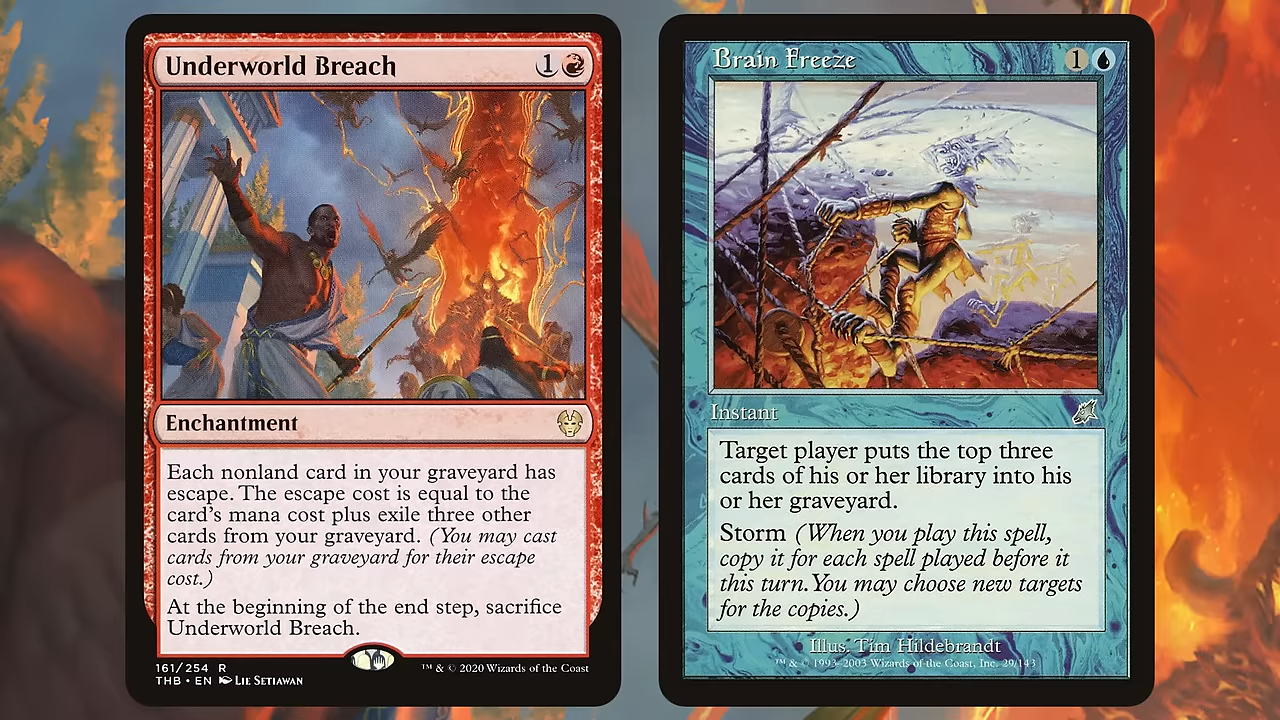 Underworld Breach 1
Enchantment
Each nonland card in your graveyard has
escape. The escape cost is equal to the
card's mana cost plus exile three other
cards from your graveyard. (You may cast
cards from your graveyard for their escape
cost.)
At the beginning of the end step, sacrifice
Underworld Breach.
161/254 R
THB • EN Lie Setiawan
™ & © 2020 Wizards of the Coast
Brain Freeze 1
Instant
Target player puts the top three
cards of his or her library into his
or her graveyard.
Storm (When you play this spell,
copy it for each spell played before it
this turn. You may choose new targets
for the copies.)
Illus. Tim Hildebrandt
™ & © 1993-2003 Wizards of the Coast, Inc. 29/143